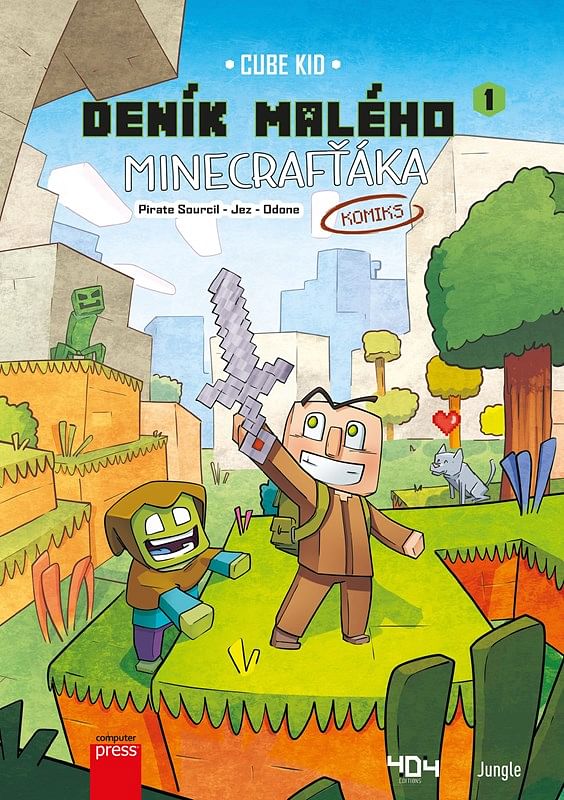 • CUBE KID •
DENÍK MALÉHO
1
MINECRAFŤÁKA
Pirate Sourcil - Jez - Odone
KOMIKS
computer
press®
404
EDITIONS
Jungle